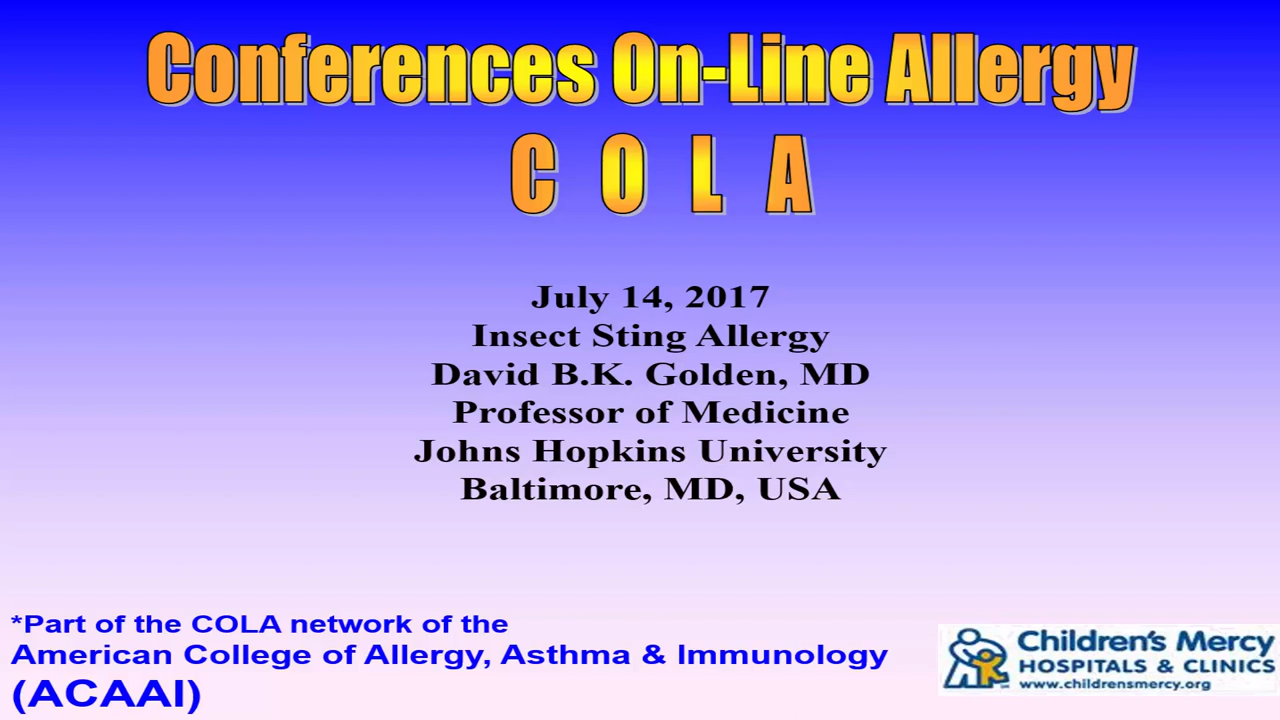 Conferences On-Line Allergy
C O L A
July 14, 2017
Insect Sting Allergy
David B.K. Golden, MD
Professor of Medicine
Johns Hopkins University
Baltimore, MD, USA
*Part of the COLA network of the
American College of Allergy, Asthma & Immunology
(ACAAI)
Children's Mercy
HOSPITALS & CLINICS
www.childrensmercy.org